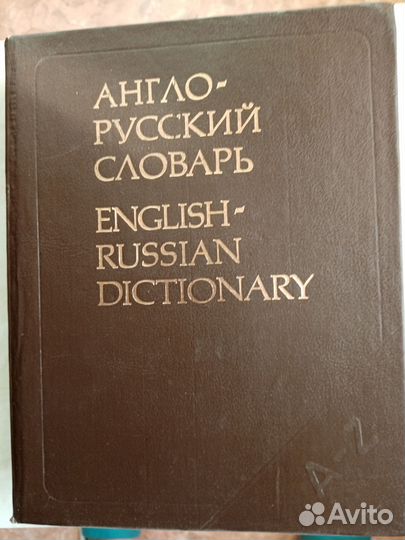 АНГЛО-
РУССКИЙ
СЛОВАРЬ
ENGLISH-
RUSSIAN
DICTIONARY
A-Z
Avito